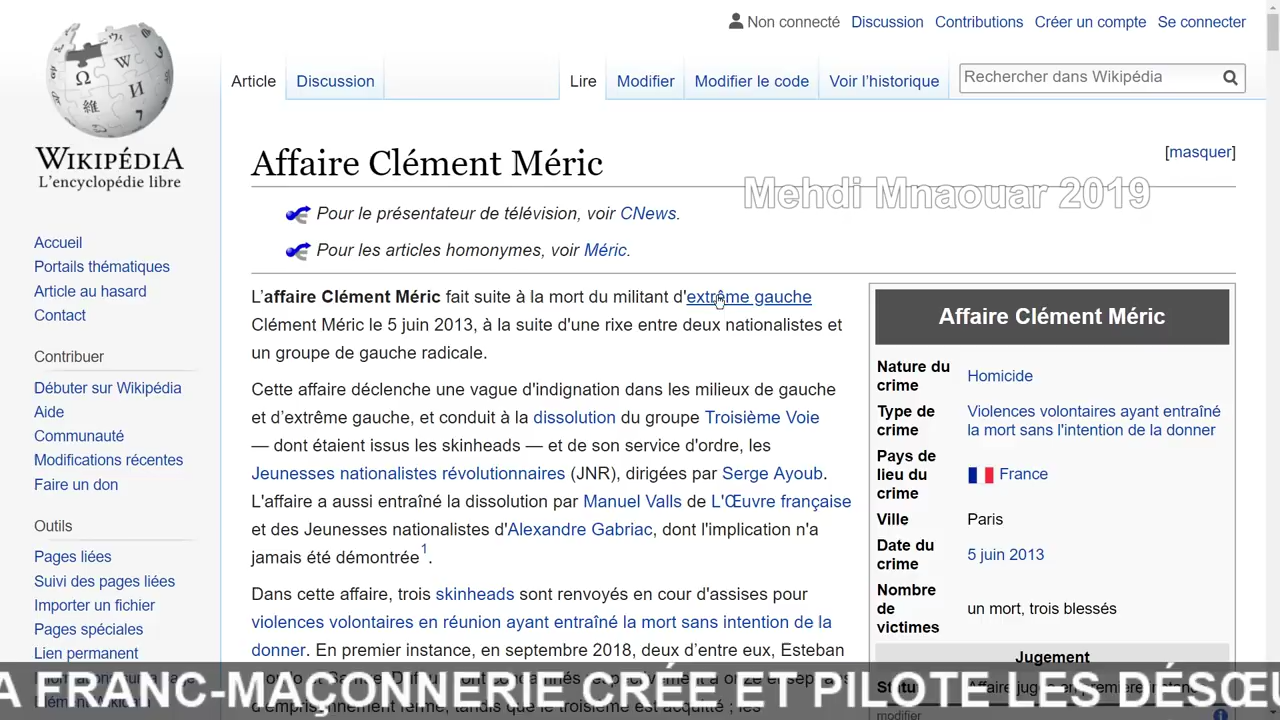 Non connecté Discussion Contributions Créer un compte Se connecter
Article Discussion Lire Modifier Modifier le code Voir l'historique Rechercher dans Wikipédia
WIKIPÉDIA
L'encyclopédie libre
Accueil
Portails thématiques
Article au hasard
Contact
Contribuer
Débuter sur Wikipédia
Aide
Communauté
Modifications récentes
Faire un don
Outils
Pages liées
Suivi des pages liées
Importer un fichier
Pages spéciales
Lien permanent
Affaire Clément Méric
[masquer]
Mehdi Mnaouar 2019
Pour le présentateur de télévision, voir CNews.
Pour les articles homonymes, voir Méric.
L'affaire Clément Méric fait suite à la mort du militant d'extrême gauche
Clément Méric le 5 juin 2013, à la suite d'une rixe entre deux nationalistes et
un groupe de gauche radicale.
Cette affaire déclenche une vague d'indignation dans les milieux de gauche
et d’extrême gauche, et conduit à la dissolution du groupe Troisième Voie
— dont étaient issus les skinheads — et de son service d'ordre, les
Jeunesses nationalistes révolutionnaires (JNR), dirigées par Serge Ayoub.
L'affaire a aussi entraîné la dissolution par Manuel Valls de L'Œuvre française
et des Jeunesses nationalistes d'Alexandre Gabriac, dont l'implication n'a
jamais été démontrée1.
Dans cette affaire, trois skinheads sont renvoyés en cour d'assises pour
violences volontaires en réunion ayant entraîné la mort sans intention de la
donner. En première instance, en septembre 2018, deux d’entre eux, Esteban
Affaire Clément Méric
Nature du
crime
Homicide
Type de
crime
Violences volontaires ayant entraîné
la mort sans l'intention de la donner
Pays de
lieu du
crime
France
Ville
Paris
Date du
crime
5 juin 2013
Nombre
de
victimes
un mort, trois blessés
Jugement
modifier
A FRANC-MAÇONNERIE CRÉE ET PILOTE LES DÉSŒU